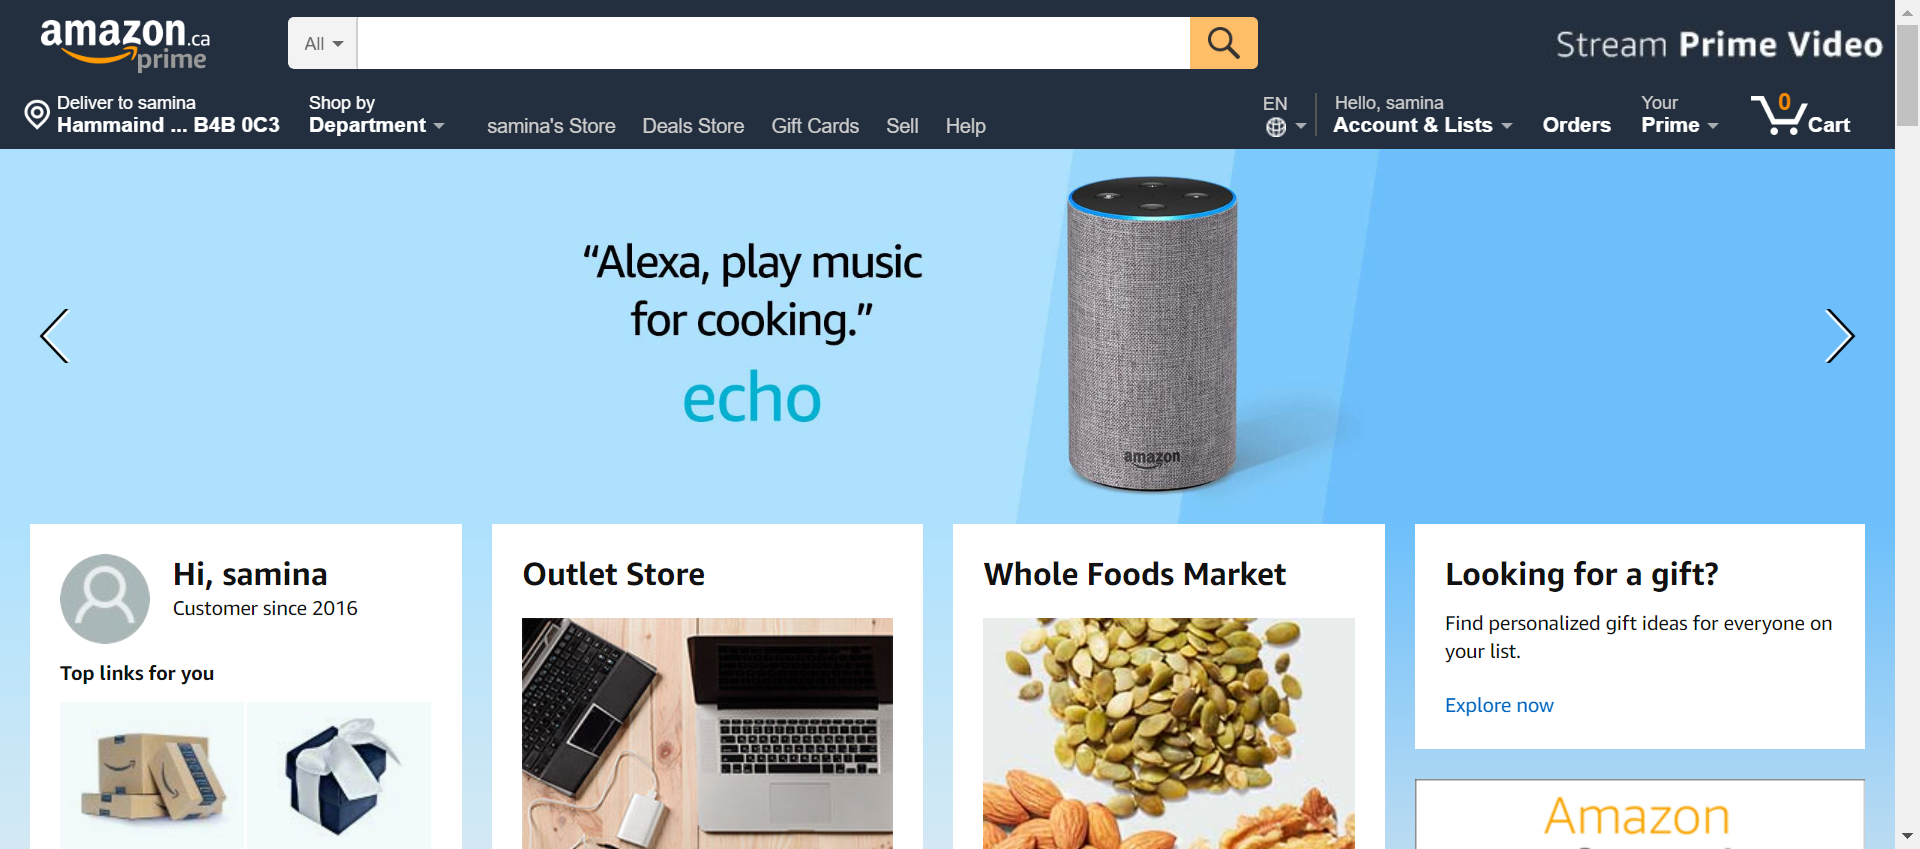 amazon.ca
prime
All
Stream Prime Video
Deliver to samina
Hammaind ... B4B 0C3
Shop by
Department
samina's Store
Deals Store
Gift Cards
Sell
Help
EN
Hello, samina
Account & Lists
Orders
Your
Prime
0
Cart
“Alexa, play music
for cooking.”
echo
amazon
Hi, samina
Customer since 2016
Top links for you
Outlet Store
Whole Foods Market
Looking for a gift?
Find personalized gift ideas for everyone on
your list.
Explore now
Amazon